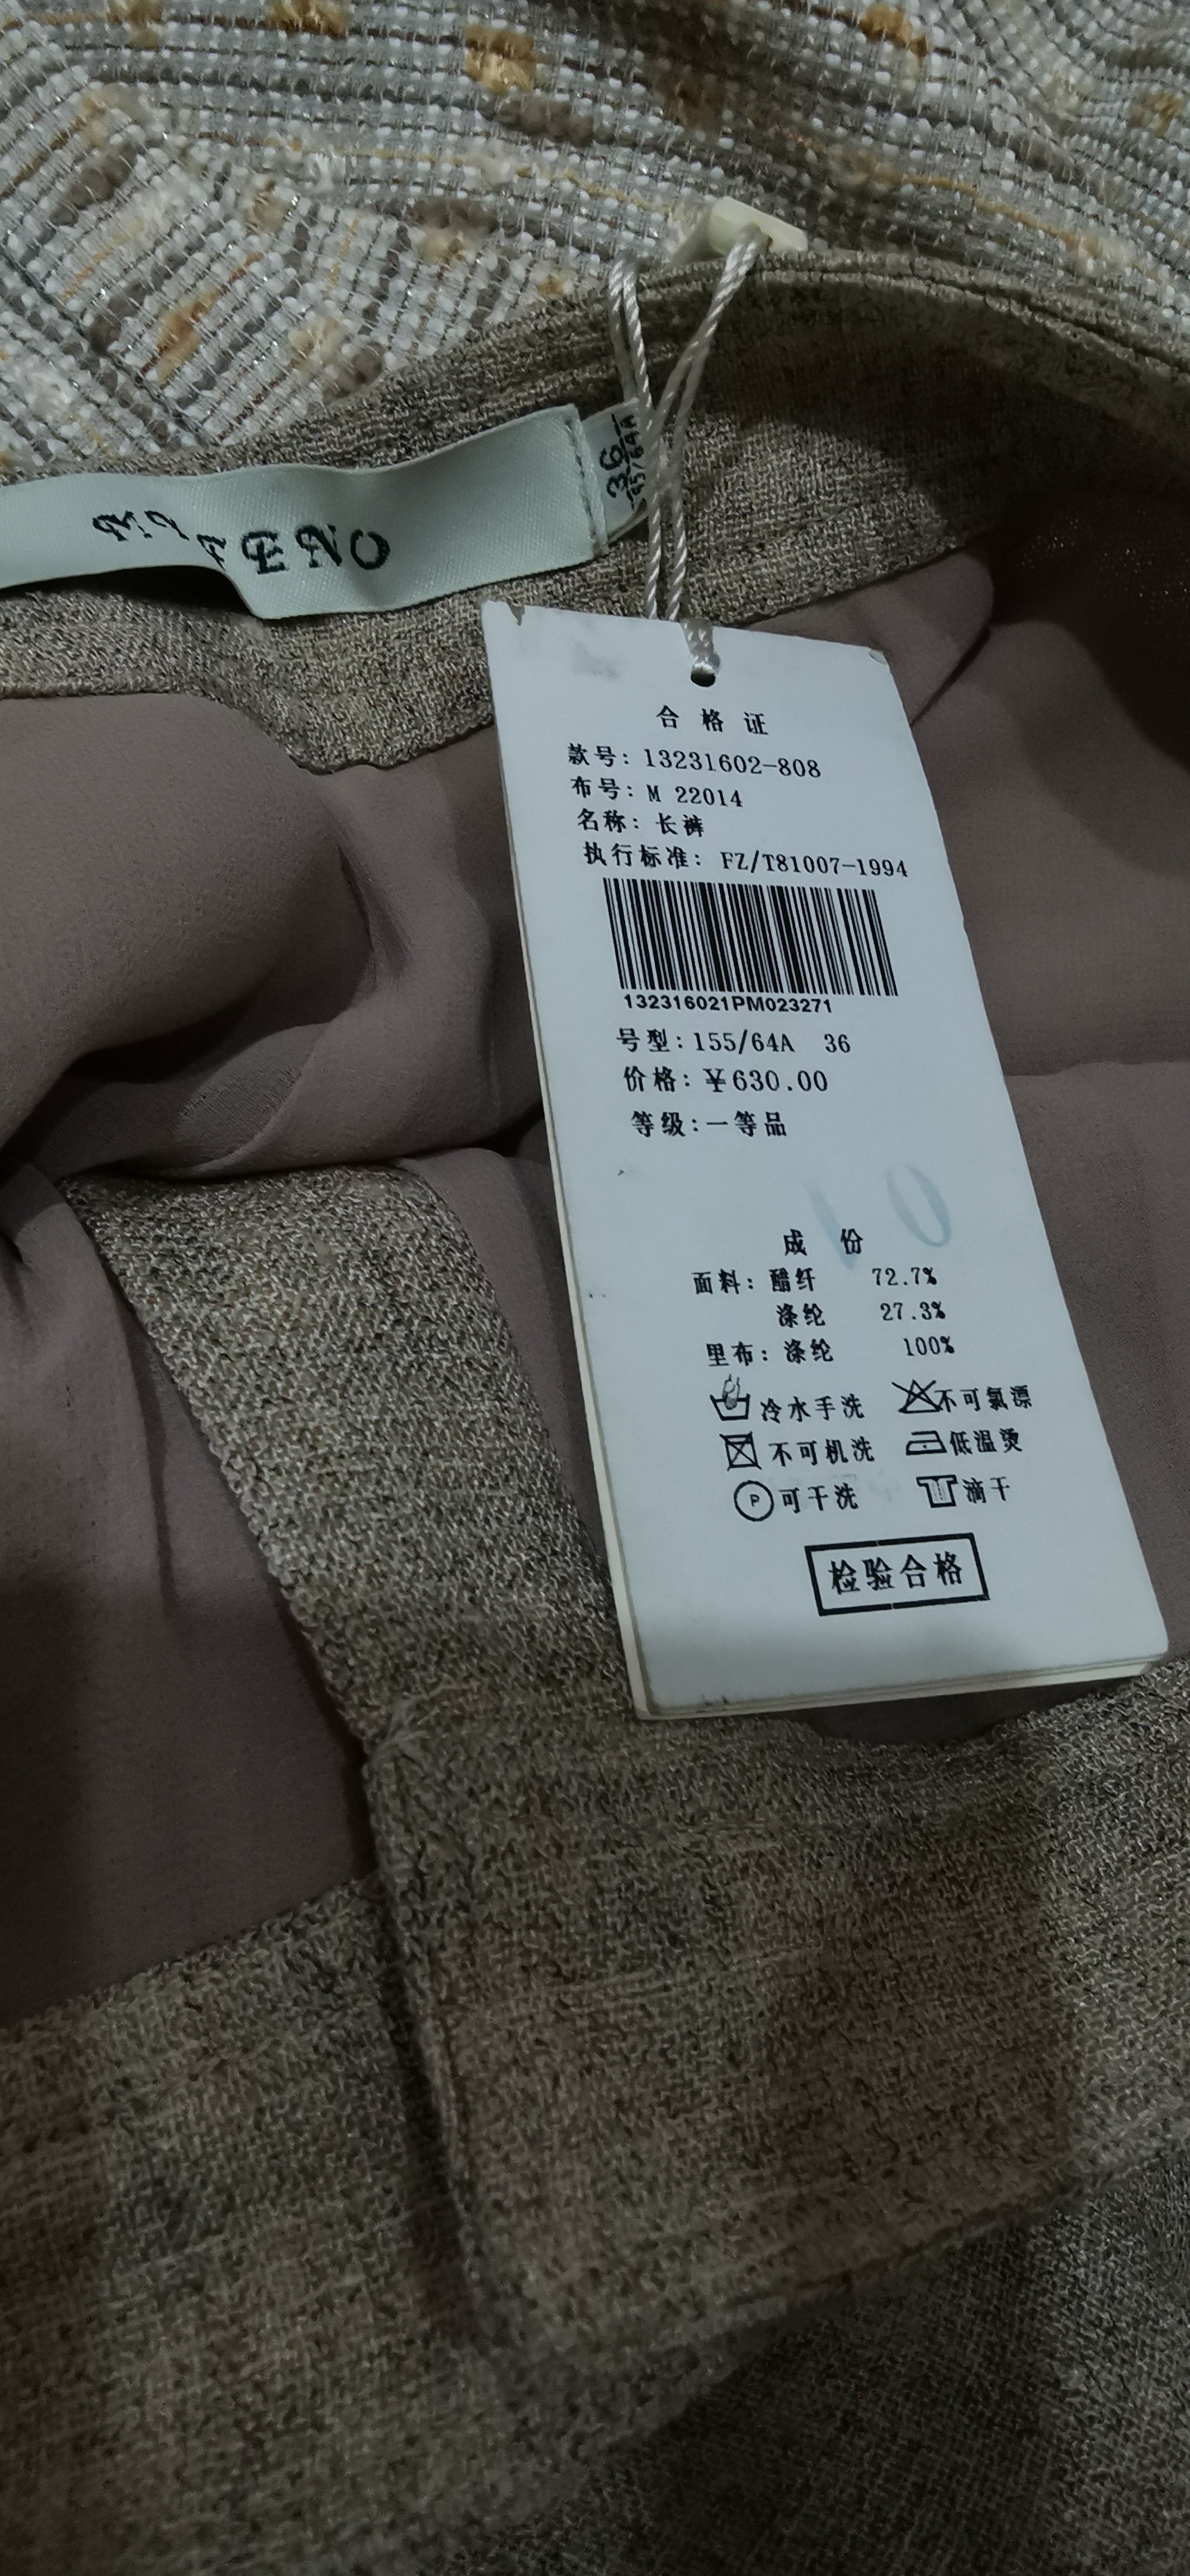 36
155/64A
ENO
合格证
款号: 13231602-808
布号: M 22014
名称: 长裤
执行标准: FZ/T81007-1994
132316021PM023271
号型: 155/64A 36
价格: ¥630.00
等级: 一等品
10
成 份
面料: 醋纤 72.7%
涤纶 27.3%
里布: 涤纶 100%
冷水手洗 不可氯漂
不可机洗 低温烫
P 可干洗 滴干
检验合格